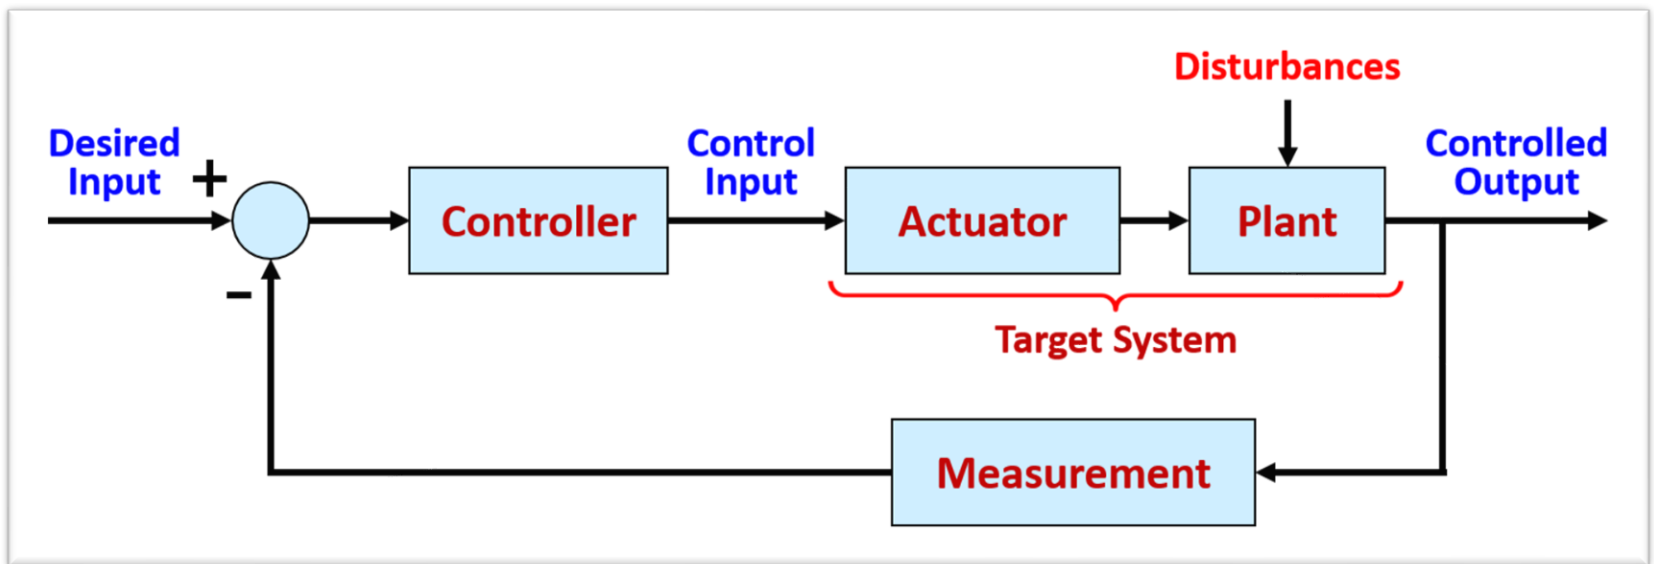 Disturbances
Desired
Input
+
Control
Input
Controlled
Output
Controller
Actuator
Plant
–
Target System
Measurement